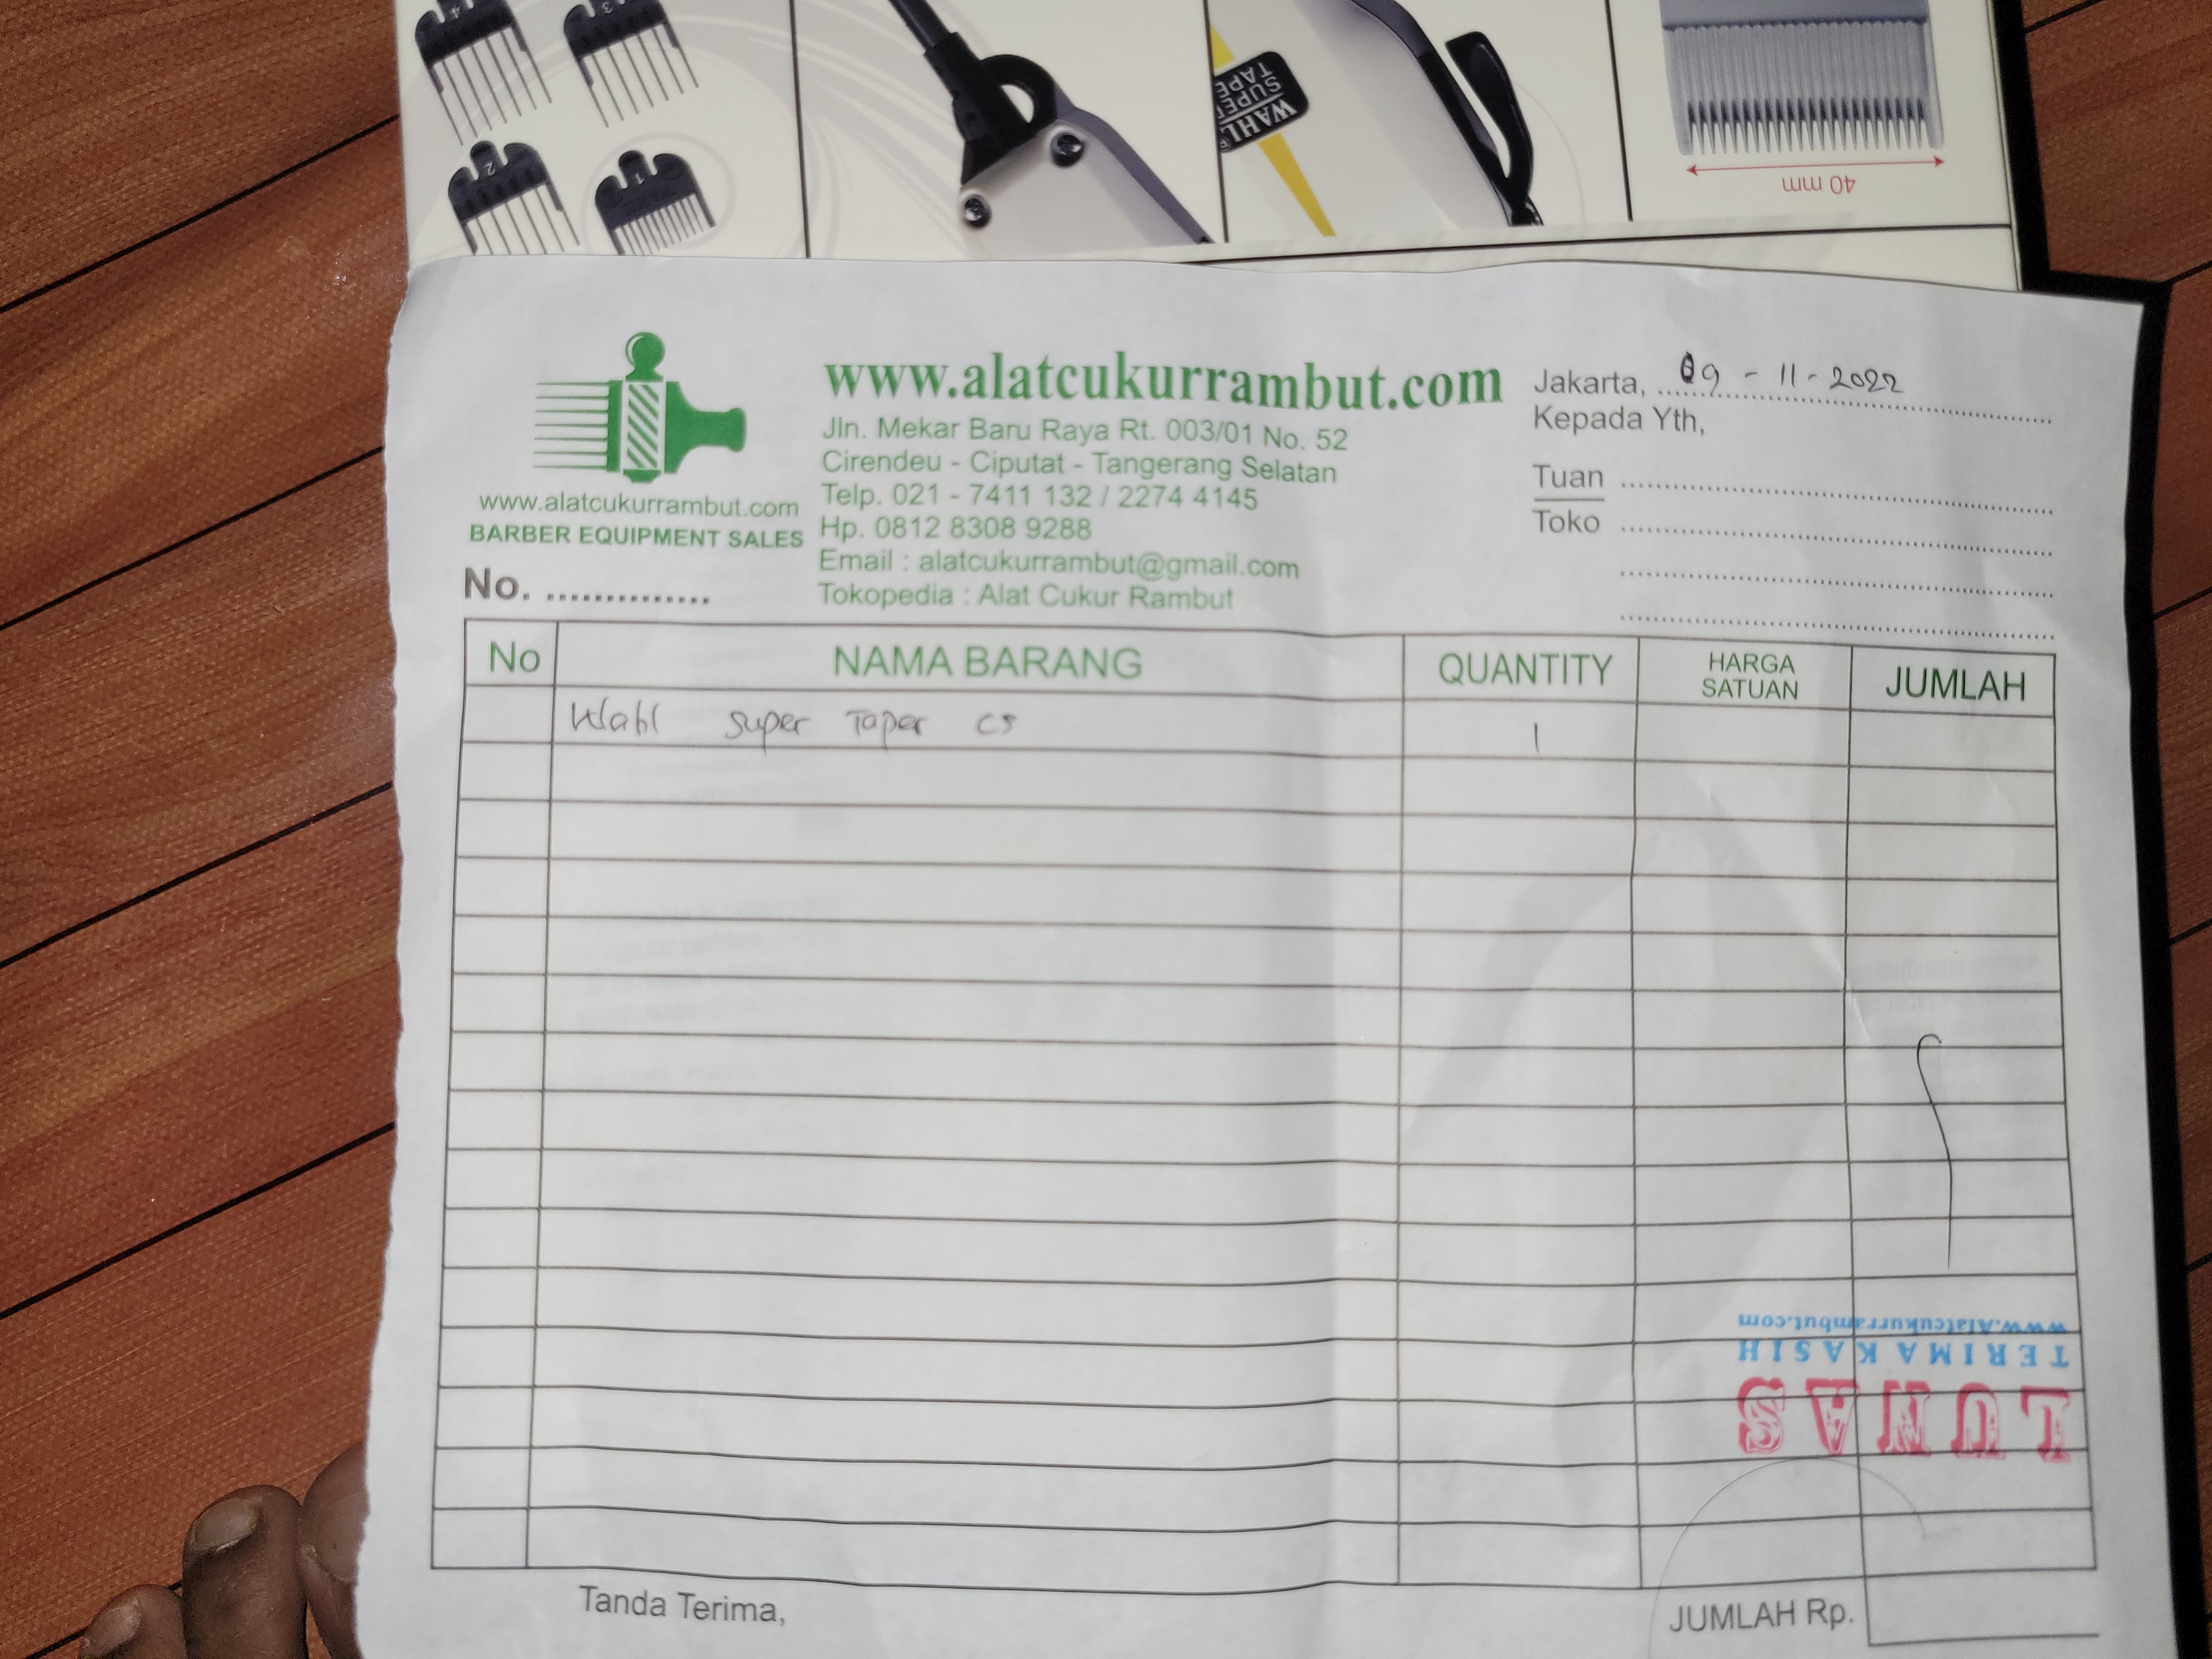 www.alatcukurrambut.com
BARBER EQUIPMENT SALES
No. ............
www.alatcukurrambut.com
Jln. Mekar Baru Raya Rt. 003/01 No. 52
Cirendeu - Ciputat - Tangerang Selatan
Telp. 021 - 7411 132 / 2274 4145
Hp. 0812 8308 9288
Email : alatcukurrambut@gmail.com
Tokopedia : Alat Cukur Rambut
Jakarta, 09 - 11 - 2022
Kepada Yth,
Tuan
Toko
No NAMA BARANG QUANTITY HARGA SATUAN JUMLAH
Wahl Super Taper CS 1
www.Alatcukurrambut.com
TERIMA KASIH
LUNAS
Tanda Terima,
JUMLAH Rp.
4
2
3
1
WAHL
SUPER
TAPE
40 mm